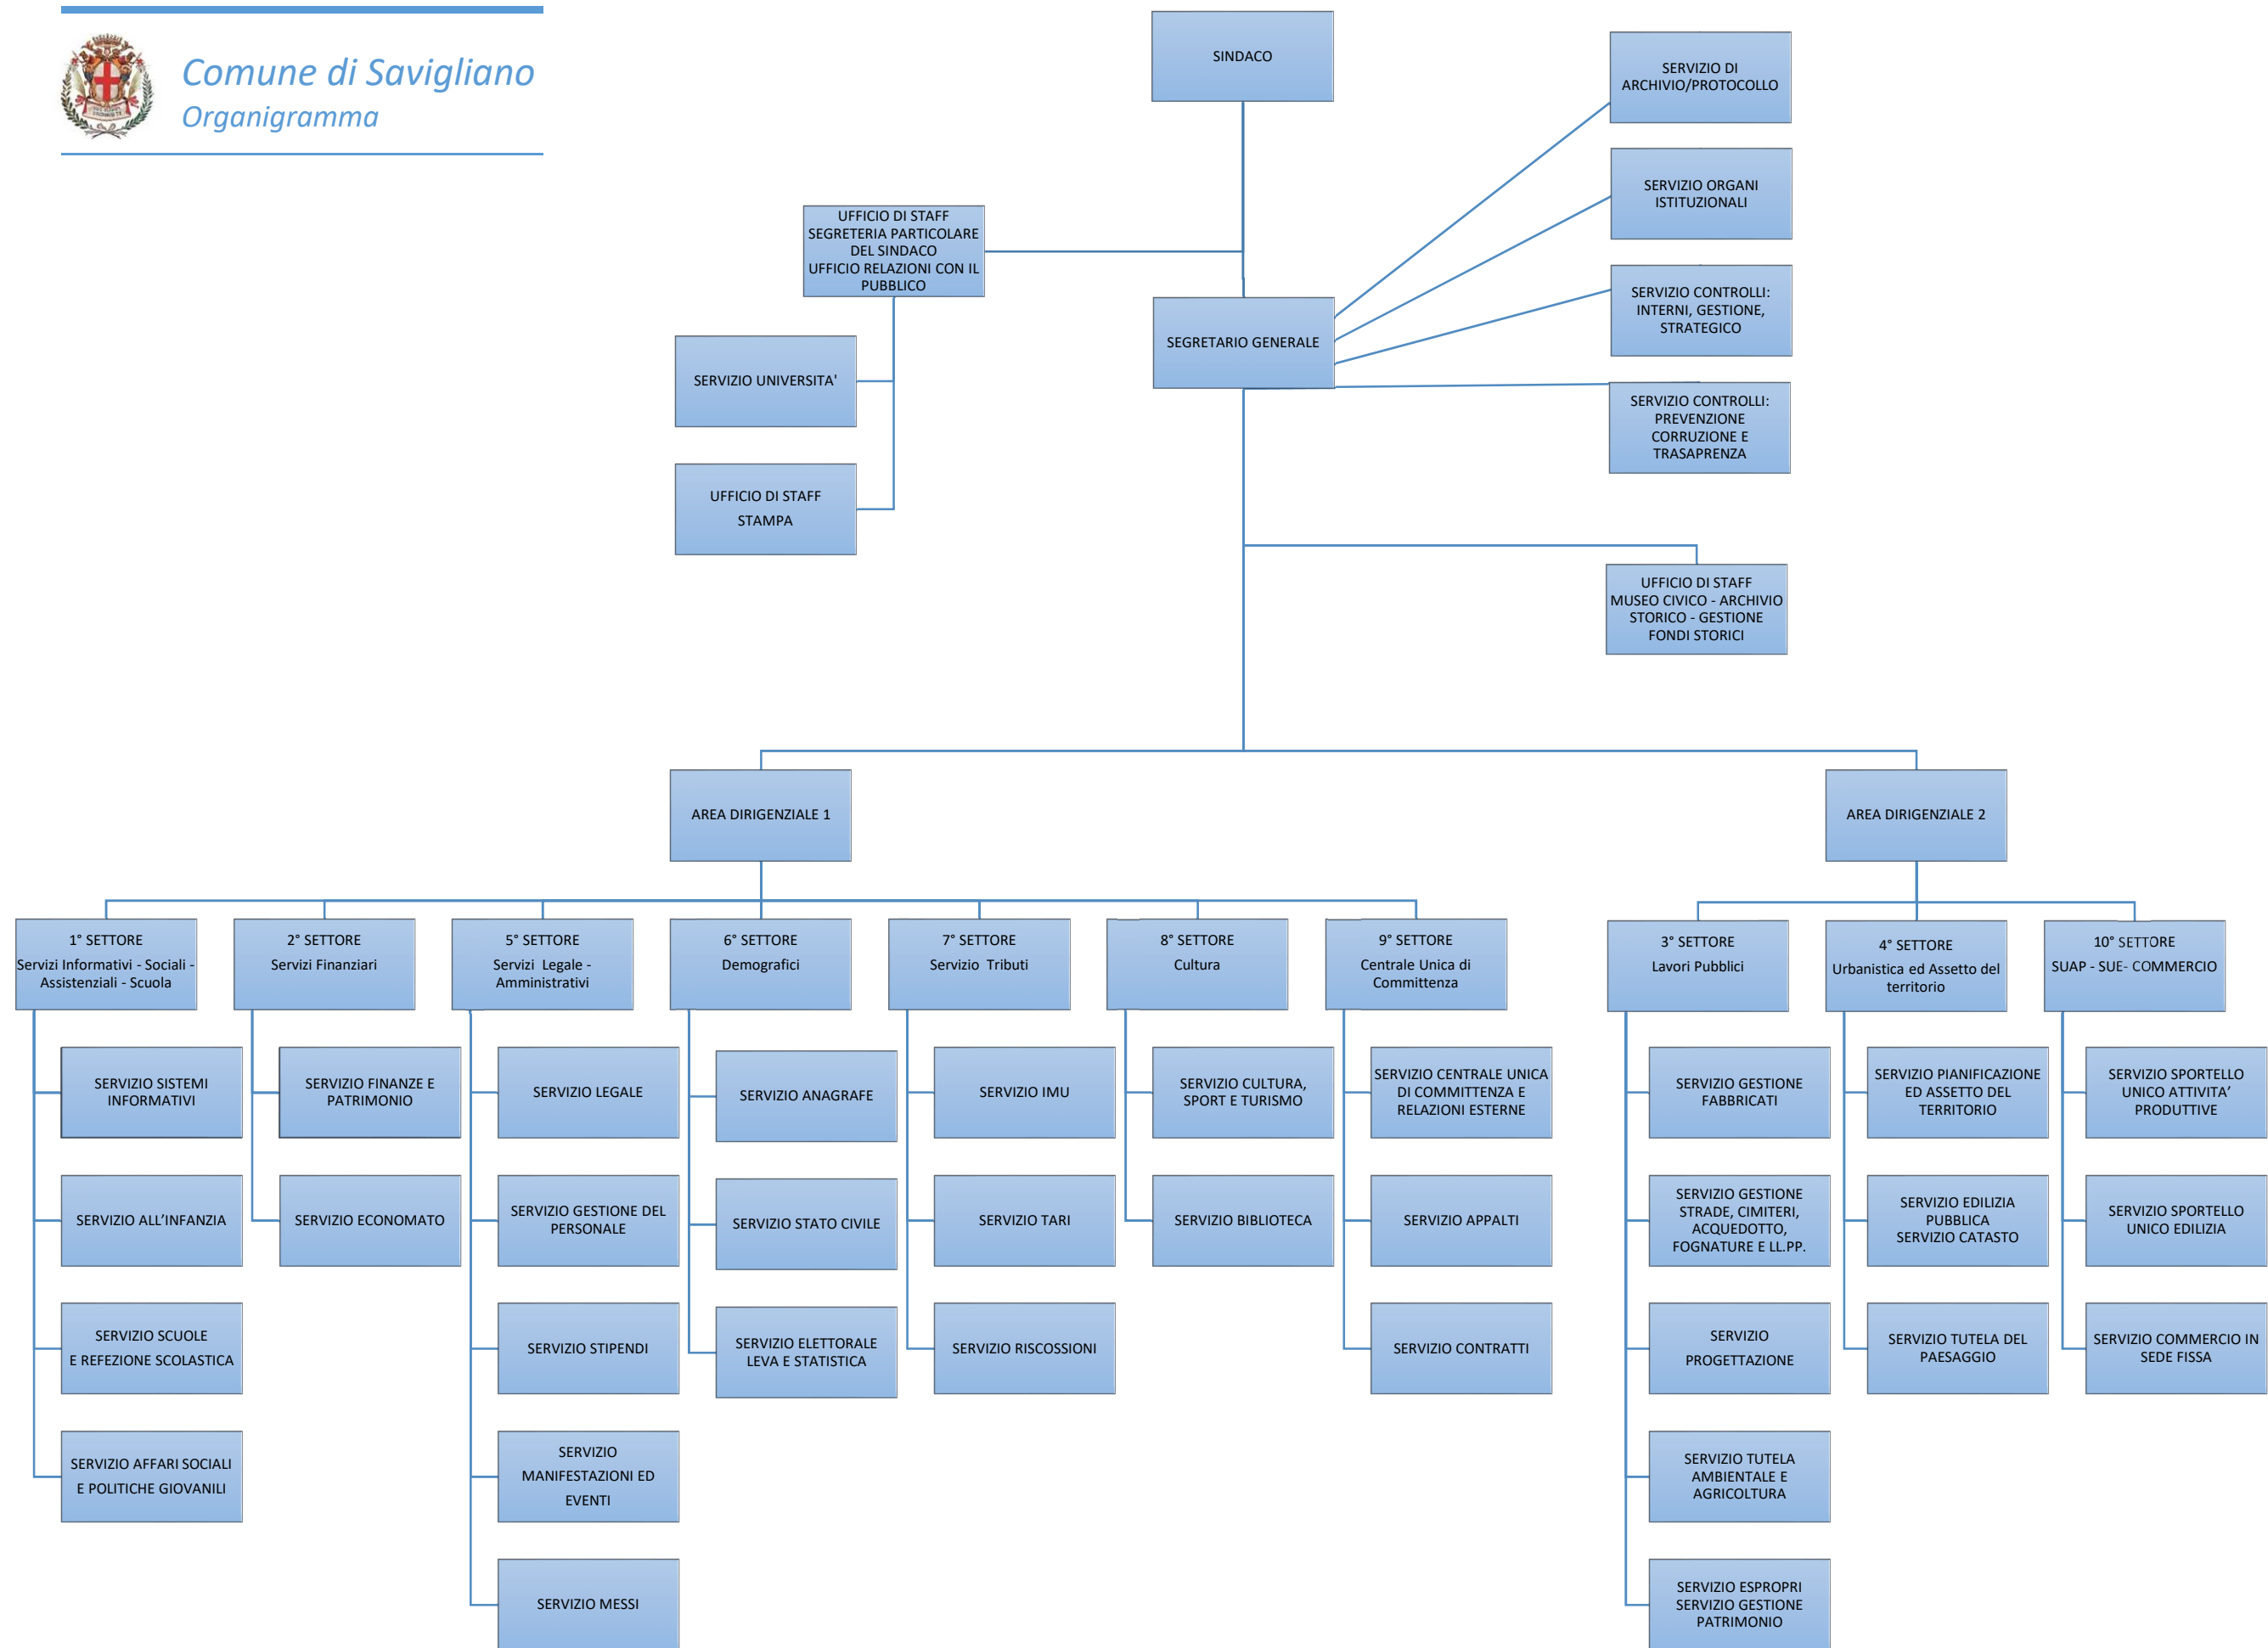 Comune di Savigliano
Organigramma
SINDACO
SERVIZIO DI
ARCHIVIO/PROTOCOLLO
SERVIZIO ORGANI
ISTITUZIONALI
UFFICIO DI STAFF
SEGRETERIA PARTICOLARE
DEL SINDACO
UFFICIO RELAZIONI CON IL
PUBBLICO
SERVIZIO CONTROLLI:
INTERNI, GESTIONE,
STRATEGICO
SEGRETARIO GENERALE
SERVIZIO UNIVERSITA'
SERVIZIO CONTROLLI:
PREVENZIONE
CORRUZIONE E
TRASAPRENZA
UFFICIO DI STAFF
STAMPA
UFFICIO DI STAFF
MUSEO CIVICO - ARCHIVIO
STORICO - GESTIONE
FONDI STORICI
AREA DIRIGENZIALE 1
AREA DIRIGENZIALE 2
1° SETTORE
Servizi Informativi - Sociali -
Assistenziali - Scuola
2° SETTORE
Servizi Finanziari
5° SETTORE
Servizi Legale -
Amministrativi
6° SETTORE
Demografici
7° SETTORE
Servizio Tributi
8° SETTORE
Cultura
9° SETTORE
Centrale Unica di
Committenza
3° SETTORE
Lavori Pubblici
4° SETTORE
Urbanistica ed Assetto del
territorio
10° SETTORE
SUAP - SUE- COMMERCIO
SERVIZIO SISTEMI
INFORMATIVI
SERVIZIO FINANZE E
PATRIMONIO
SERVIZIO LEGALE
SERVIZIO ANAGRAFE
SERVIZIO IMU
SERVIZIO CULTURA,
SPORT E TURISMO
SERVIZIO CENTRALE UNICA
DI COMMITTENZA E
RELAZIONI ESTERNE
SERVIZIO GESTIONE
FABBRICATI
SERVIZIO PIANIFICAZIONE
ED ASSETTO DEL
TERRITORIO
SERVIZIO SPORTELLO
UNICO ATTIVITA’
PRODUTTIVE
SERVIZIO ALL’INFANZIA
SERVIZIO ECONOMATO
SERVIZIO GESTIONE DEL
PERSONALE
SERVIZIO STATO CIVILE
SERVIZIO TARI
SERVIZIO BIBLIOTECA
SERVIZIO APPALTI
SERVIZIO GESTIONE
STRADE, CIMITERI,
ACQUEDOTTO,
FOGNATURE E LL.PP.
SERVIZIO EDILIZIA
PUBBLICA
SERVIZIO CATASTO
SERVIZIO SPORTELLO
UNICO EDILIZIA
SERVIZIO SCUOLE
E REFEZIONE SCOLASTICA
SERVIZIO STIPENDI
SERVIZIO ELETTORALE
LEVA E STATISTICA
SERVIZIO RISCOSSIONI
SERVIZIO CONTRATTI
SERVIZIO
PROGETTAZIONE
SERVIZIO TUTELA DEL
PAESAGGIO
SERVIZIO COMMERCIO IN
SEDE FISSA
SERVIZIO AFFARI SOCIALI
E POLITICHE GIOVANILI
SERVIZIO
MANIFESTAZIONI ED
EVENTI
SERVIZIO TUTELA
AMBIENTALE E
AGRICOLTURA
SERVIZIO MESSI
SERVIZIO ESPROPRI
SERVIZIO GESTIONE
PATRIMONIO